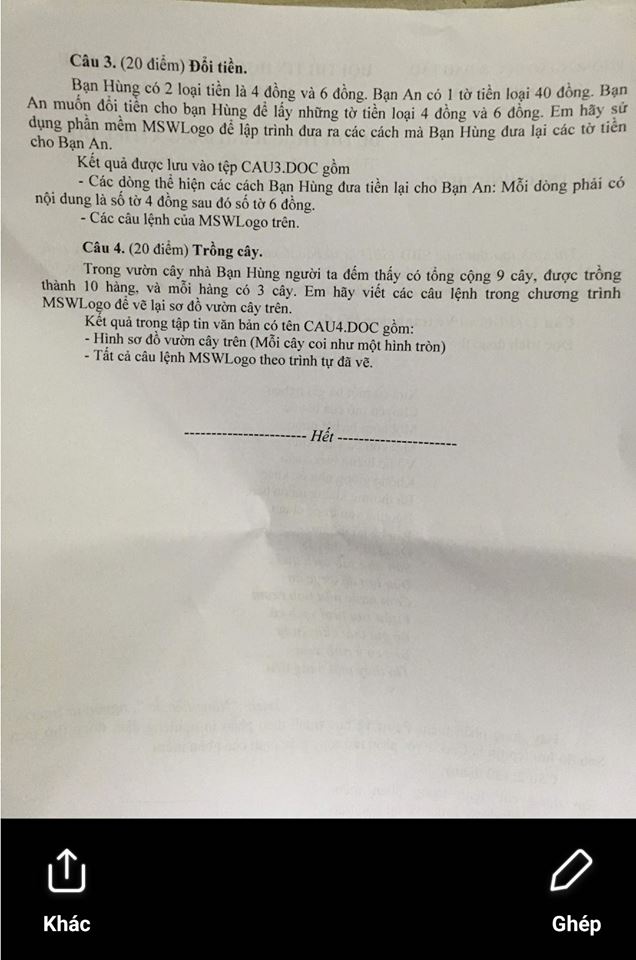 Câu 3. (20 điểm) Đổi tiền.
Bạn Hùng có 2 loại tiền là 4 đồng và 6 đồng. Bạn An có 1 tờ tiền loại 40 đồng. Bạn
An muốn đổi tiền cho bạn Hùng để lấy những tờ tiền loại 4 đồng và 6 đồng. Em hãy sử
dụng phần mềm MSWLogo để lập trình đưa ra các cách mà Bạn Hùng đưa lại các tờ tiền
cho Bạn An.
Kết quả được lưu vào tệp CAU3.DOC gồm
- Các dòng thể hiện các cách Bạn Hùng đưa tiền lại cho Bạn An: Mỗi dòng phải có
nội dung là số tờ 4 đồng sau đó số tờ 6 đồng.
- Các câu lệnh của MSWLogo trên.
Câu 4. (20 điểm) Trồng cây.
Trong vườn cây nhà Bạn Hùng người ta đếm thấy có tổng cộng 9 cây, được trồng
thành 10 hàng, và mỗi hàng có 3 cây. Em hãy viết các câu lệnh trong chương trình
MSWLogo để vẽ lại sơ đồ vườn cây trên.
Kết quả trong tập tin văn bản có tên CAU4.DOC gồm:
- Hình sơ đồ vườn cây trên (Mỗi cây coi như một hình tròn)
- Tất cả câu lệnh MSWLogo theo trình tự đã vẽ.
----------------------- Hết -----------------------
Khác
Ghép